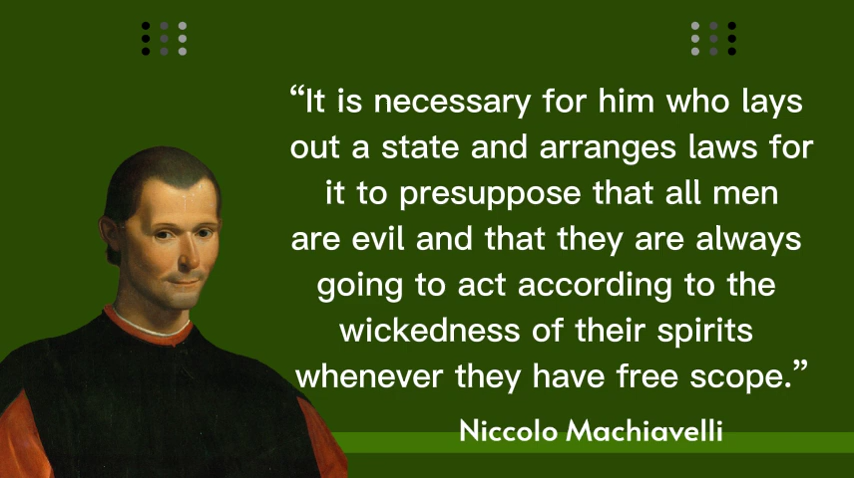 “It is necessary for him who lays
out a state and arranges laws for
it to presuppose that all men
are evil and that they are always
going to act according to the
wickedness of their spirits
whenever they have free scope.”
Niccolo Machiavelli